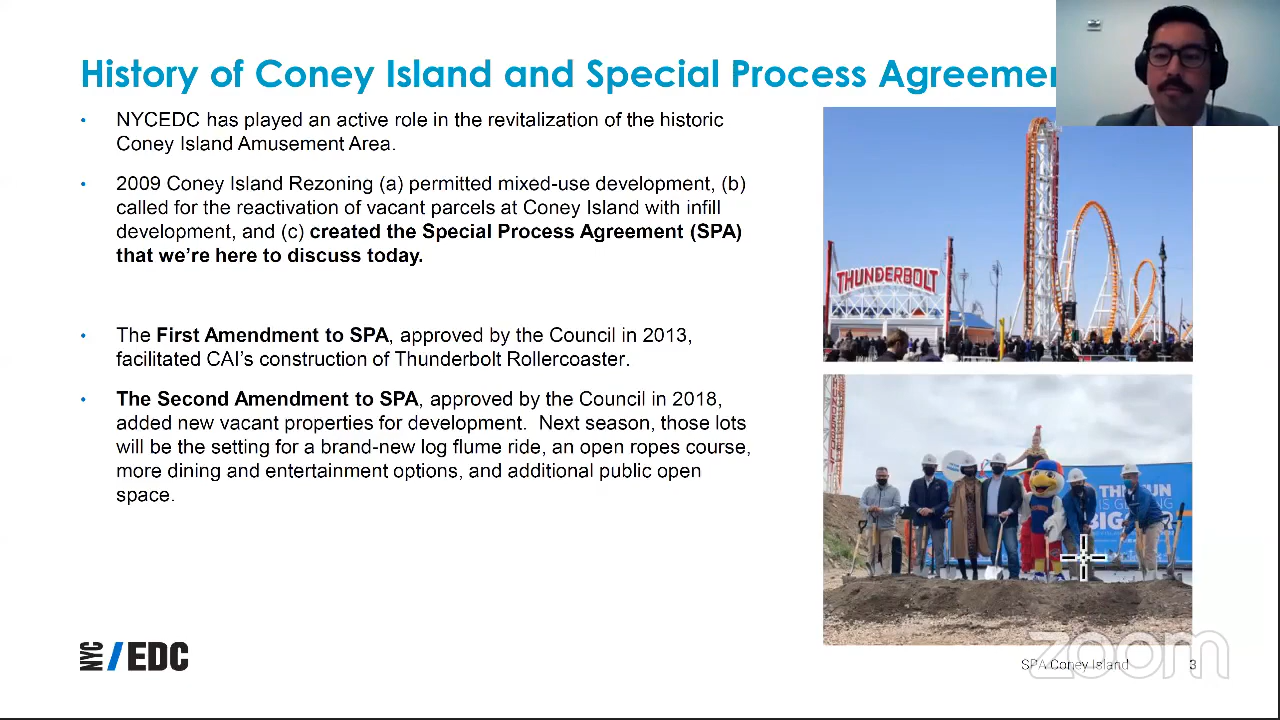 History of Coney Island and Special Process Agreemen
NYCEDC has played an active role in the revitalization of the historic
Coney Island Amusement Area.
2009 Coney Island Rezoning (a) permitted mixed-use development, (b)
called for the reactivation of vacant parcels at Coney Island with infill
development, and (c) created the Special Process Agreement (SPA)
that we're here to discuss today.
The First Amendment to SPA, approved by the Council in 2013,
facilitated CAI's construction of Thunderbolt Rollercoaster.
The Second Amendment to SPA, approved by the Council in 2018,
added new vacant properties for development. Next season, those lots
will be the setting for a brand-new log flume ride, an open ropes course,
more dining and entertainment options, and additional public open
space.
THUNDERBOLT
THE FUN
IS GETTING
BIGGER
NYC / EDC
SPA Coney Island 3
zoom